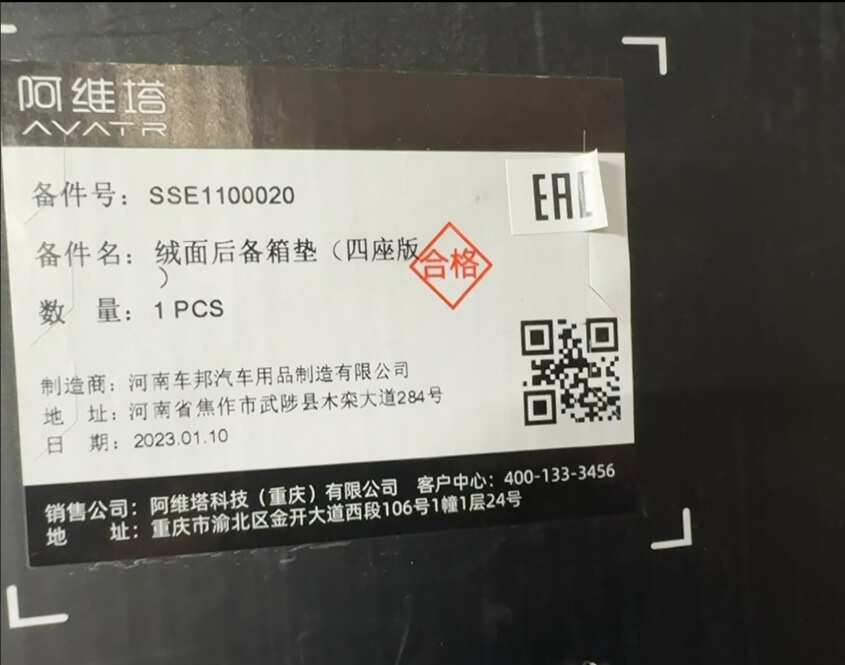 阿维塔
AVATR
备件号：SSE1100020
EAC
备件名：绒面后备箱垫（四座版
）
合格
数 量：1 PCS
制造商：河南车邦汽车用品制造有限公司
地 址：河南省焦作市武陟县木栾大道284号
日 期：2023.01.10
销售公司：阿维塔科技（重庆）有限公司 客户中心：400-133-3456
地 址：重庆市渝北区金开大道西段106号1幢1层24号